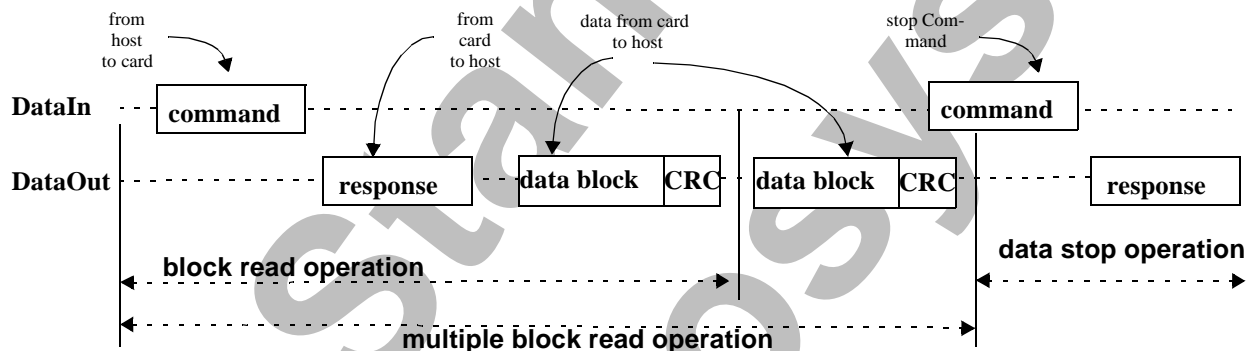 from
host
to card
from
card
to host
data from card
to host
stop Com-
mand
DataIn
command
command
DataOut
response
data block
CRC
data block
CRC
response
block read operation
data stop operation
multiple block read operation